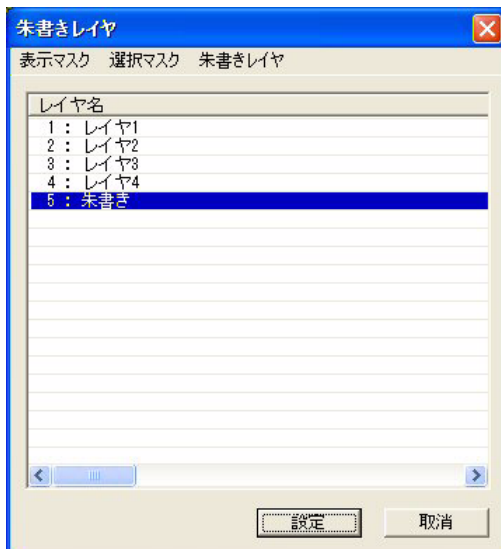 朱書きレイヤ
表示マスク 選択マスク 朱書きレイヤ
レイヤ名
1 : レイヤ1
2 : レイヤ2
3 : レイヤ3
4 : レイヤ4
5 : 朱書き
設定 取消